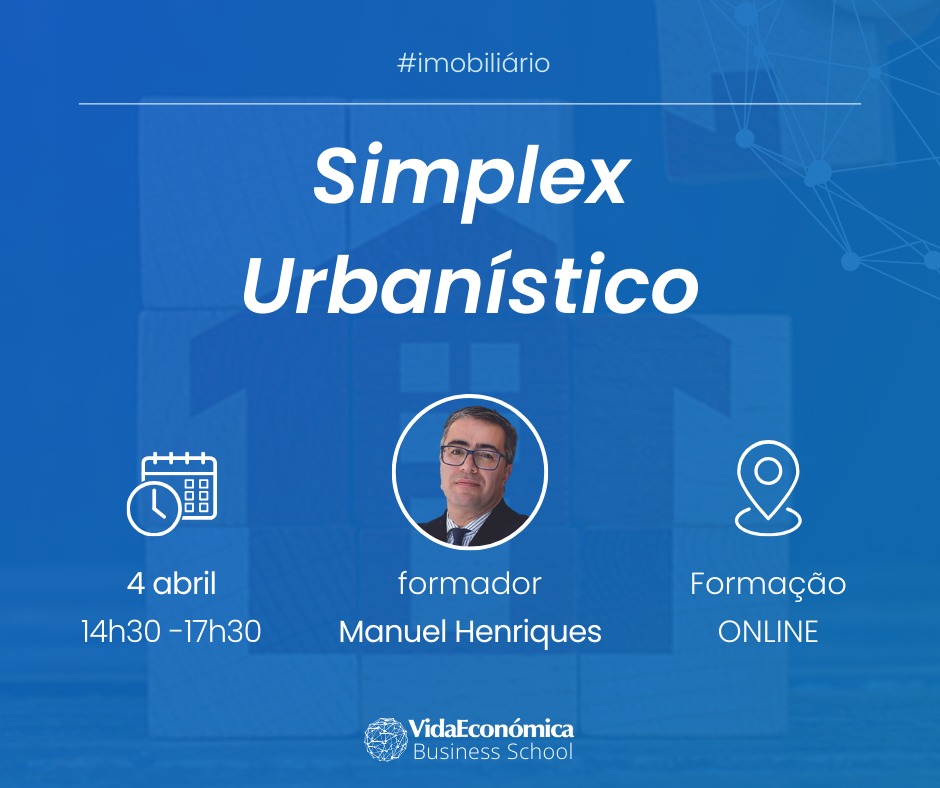 #imobiliário
Simplex
Urbanístico
4 abril
14h30 -17h30
formador
Manuel Henriques
Formação
ONLINE
VidaEconómica
Business School